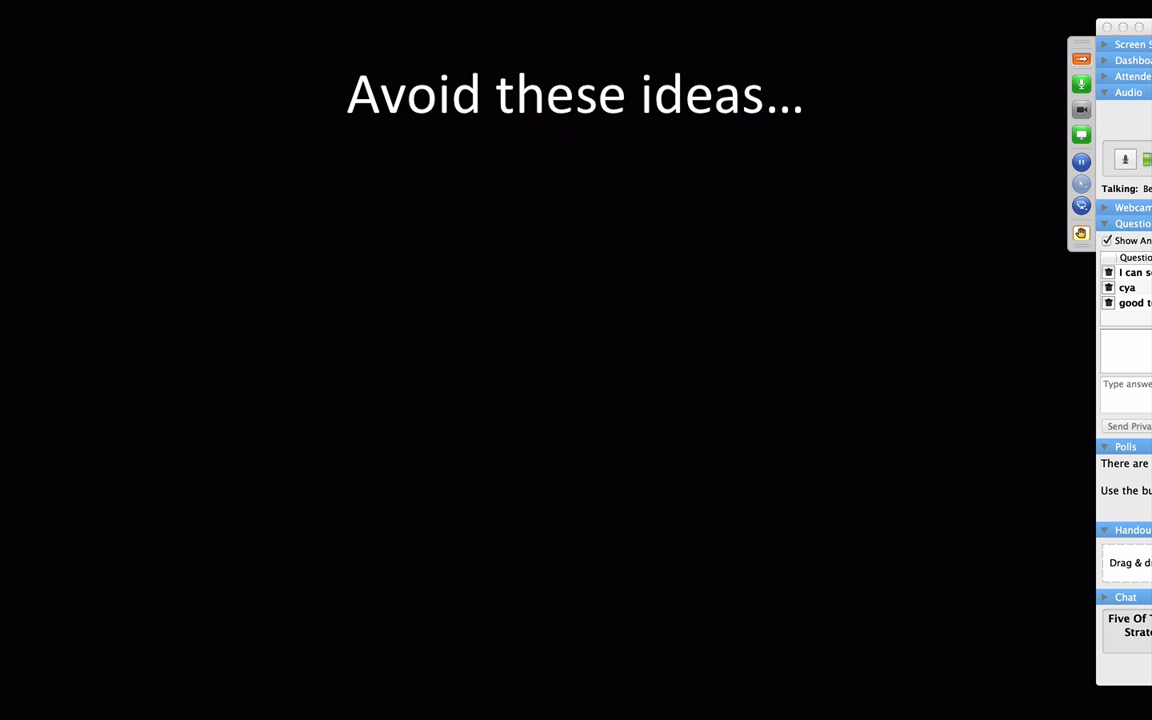 Avoid these ideas...
Screen S
Dashboa
Attende
Audio
Talking: Be
Webcam
Questio
Show An
Questio
I can s
cya
good t
Type answe
Send Priva
Polls
There are
Use the bu
Handou
Drag & d
Chat
Five Of T
Strate